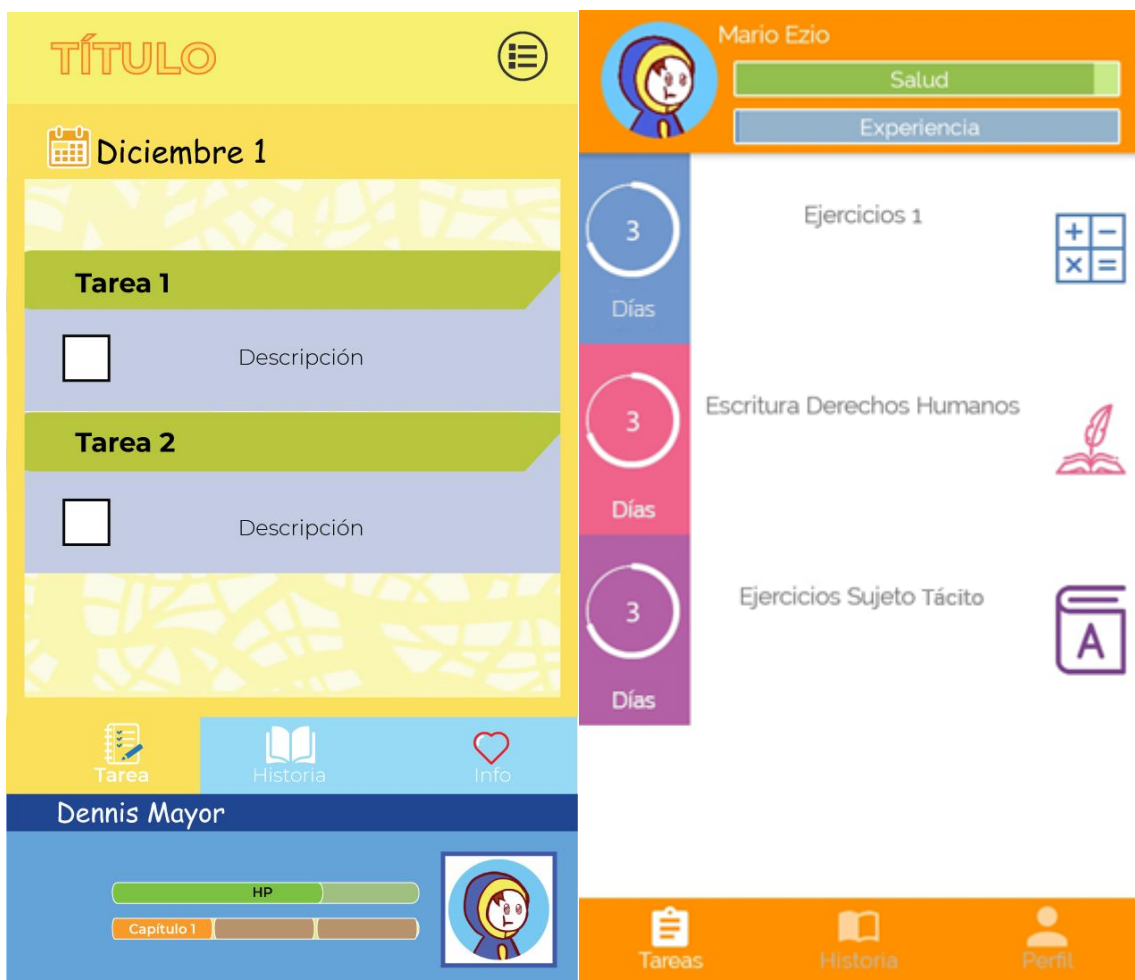 TÍTULO
Diciembre 1
Tarea 1
Descripción
Tarea 2
Descripción
Tarea
Historia
Info
Dennis Mayor
HP
Capítulo 1
Mario Ezio
Salud
Experiencia
3
Días
Ejercicios 1
+ −
× =
3
Días
Escritura Derechos Humanos
3
Días
Ejercicios Sujeto Tácito
A
Tareas
Historia
Perfil